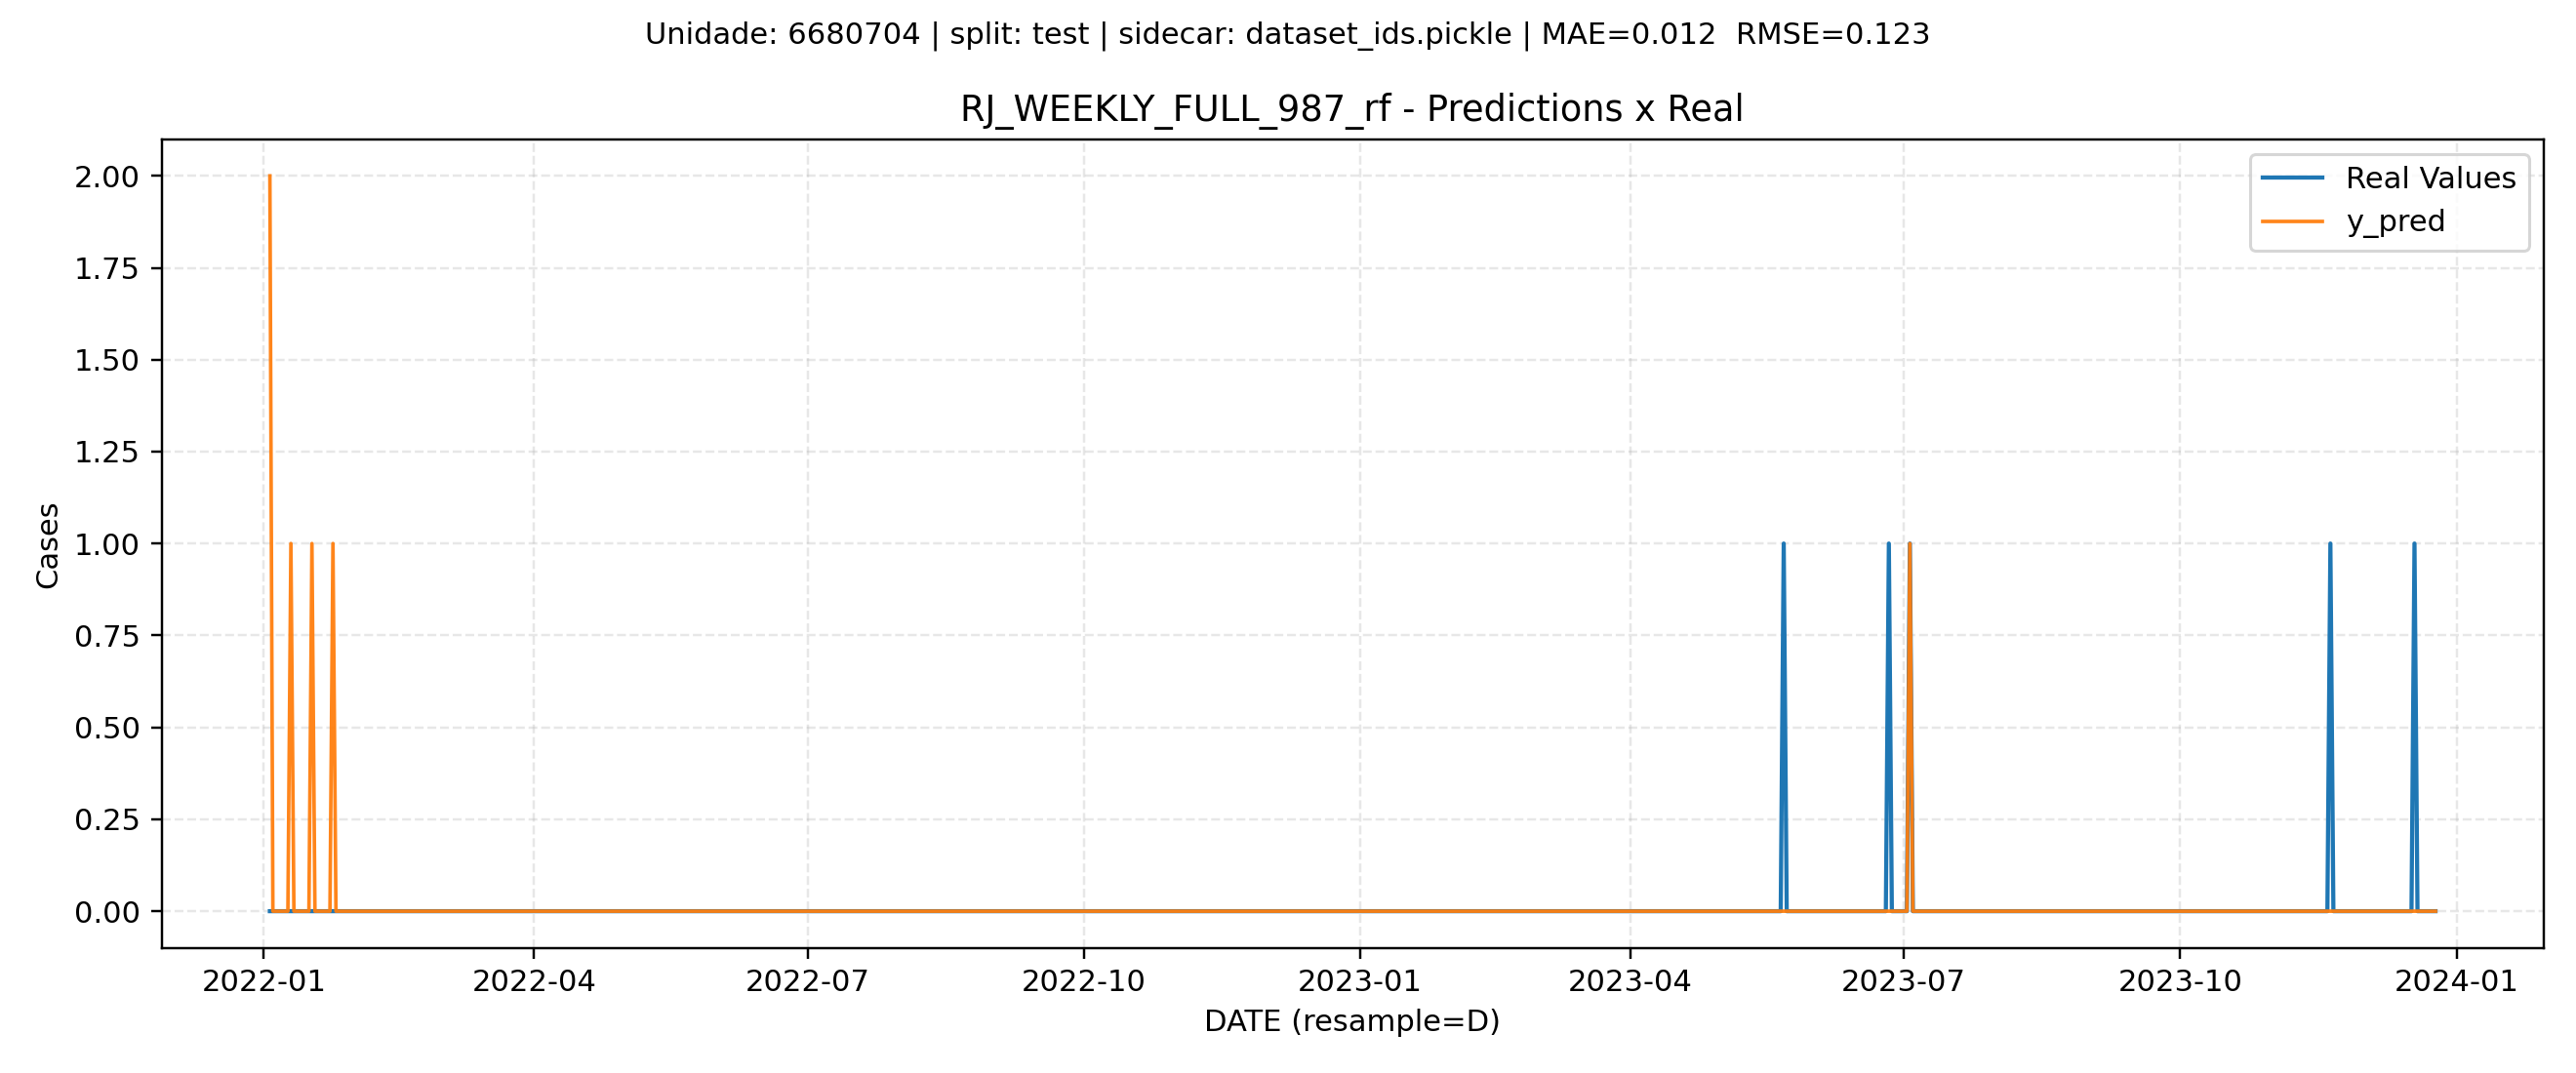 Unidade: 6680704 | split: test | sidecar: dataset_ids.pickle | MAE=0.012  RMSE=0.123
RJ_WEEKLY_FULL_987_rf - Predictions x Real
Real Values
y_pred
Cases
2.00
1.75
1.50
1.25
1.00
0.75
0.50
0.25
0.00
2022-01 2022-04 2022-07 2022-10 2023-01 2023-04 2023-07 2023-10 2024-01
DATE (resample=D)